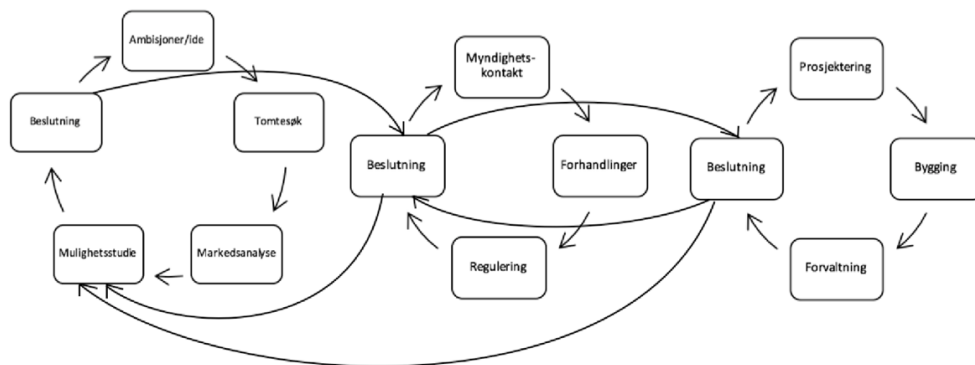 Ambisjoner/ide
Beslutning
Tomtesøk
Mulighetsstudie
Markedsanalyse
Myndighets-
kontakt
Beslutning
Forhandlinger
Regulering
Prosjektering
Beslutning
Bygging
Forvaltning